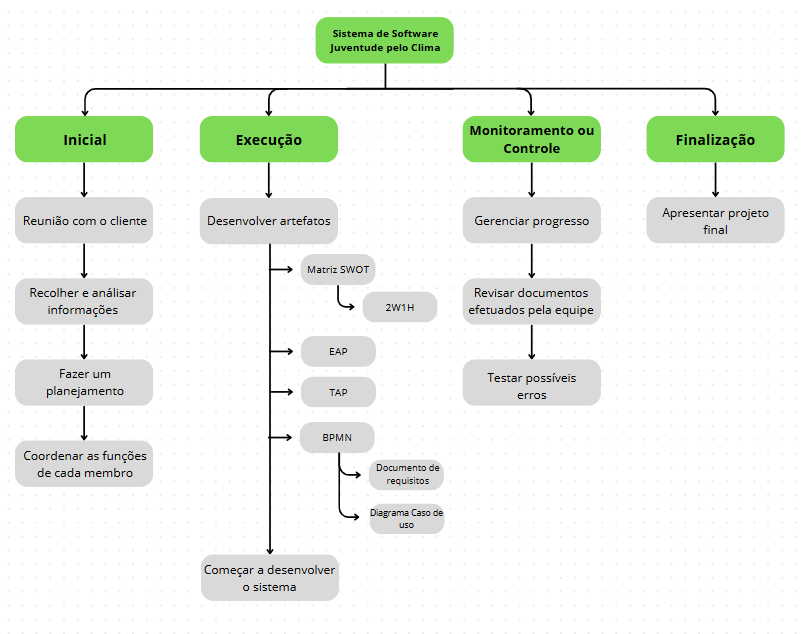 Sistema de Software
Juventude pelo Clima
Inicial
Reunião com o cliente
Recolher e análisar
informações
Fazer um
planejamento
Coordenar as funções
de cada membro
Execução
Desenvolver artefatos
Matriz SWOT
2W1H
EAP
TAP
BPMN
Documento de
requisitos
Diagrama Caso de
uso
Começar a desenvolver
o sistema
Monitoramento ou
Controle
Gerenciar progresso
Revisar documentos
efetuados pela equipe
Testar possíveis
erros
Finalização
Apresentar projeto
final